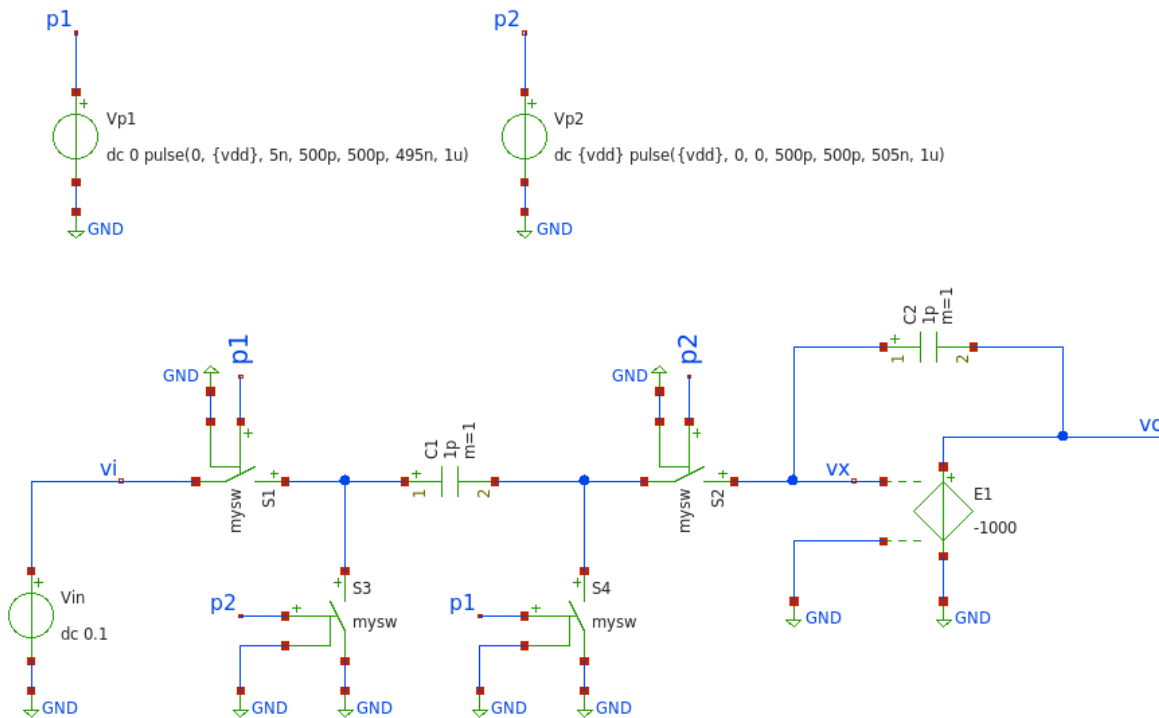 p1
p2
+
Vp1
dc 0 pulse(0, {vdd}, 5n, 500p, 500p, 495n, 1u)
GND
+
Vp2
dc {vdd} pulse({vdd}, 0, 0, 500p, 500p, 505n, 1u)
GND
GND
p1
+
mysw
S1
+
vi
+
Vin
dc 0.1
GND
p2
+
S3
+
mysw
GND
GND
C1
1p
m=1
+
1
2
p1
+
S4
+
mysw
GND
GND
GND
p2
+
mysw
S2
+
C2
1p
m=1
+
1
2
vx
GND
+
E1
-1000
GND